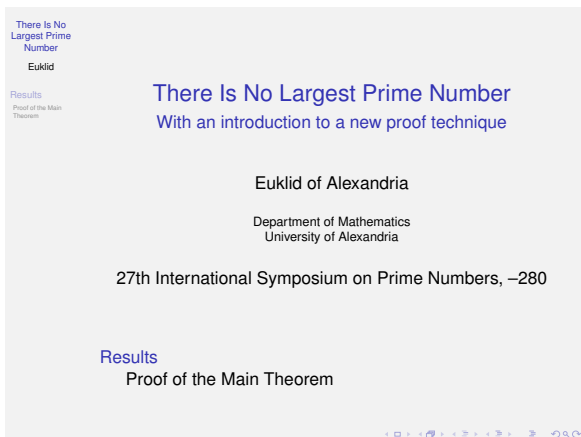 There Is No
Largest Prime
Number
Euklid
Results
Proof of the Main
Theorem
There Is No Largest Prime Number
With an introduction to a new proof technique
Euklid of Alexandria
Department of Mathematics
University of Alexandria
27th International Symposium on Prime Numbers, –280
Results
Proof of the Main Theorem